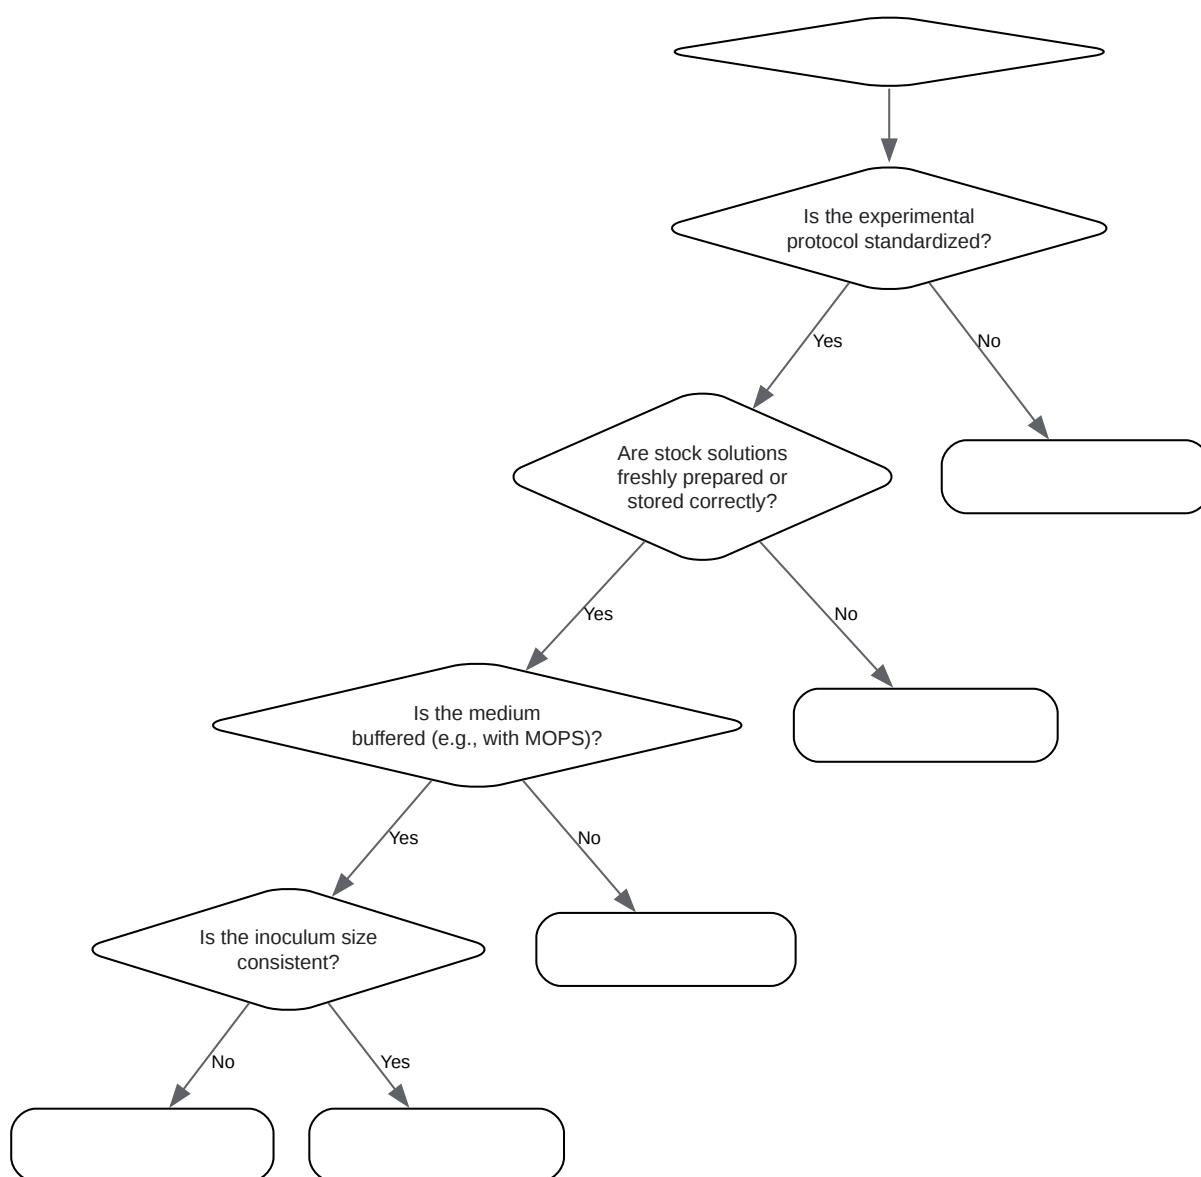 Is the experimental
protocol standardized?
Yes
No
Are stock solutions
freshly prepared or
stored correctly?
Yes
No
Is the medium
buffered (e.g., with MOPS)?
Yes
No
Is the inoculum size
consistent?
No
Yes